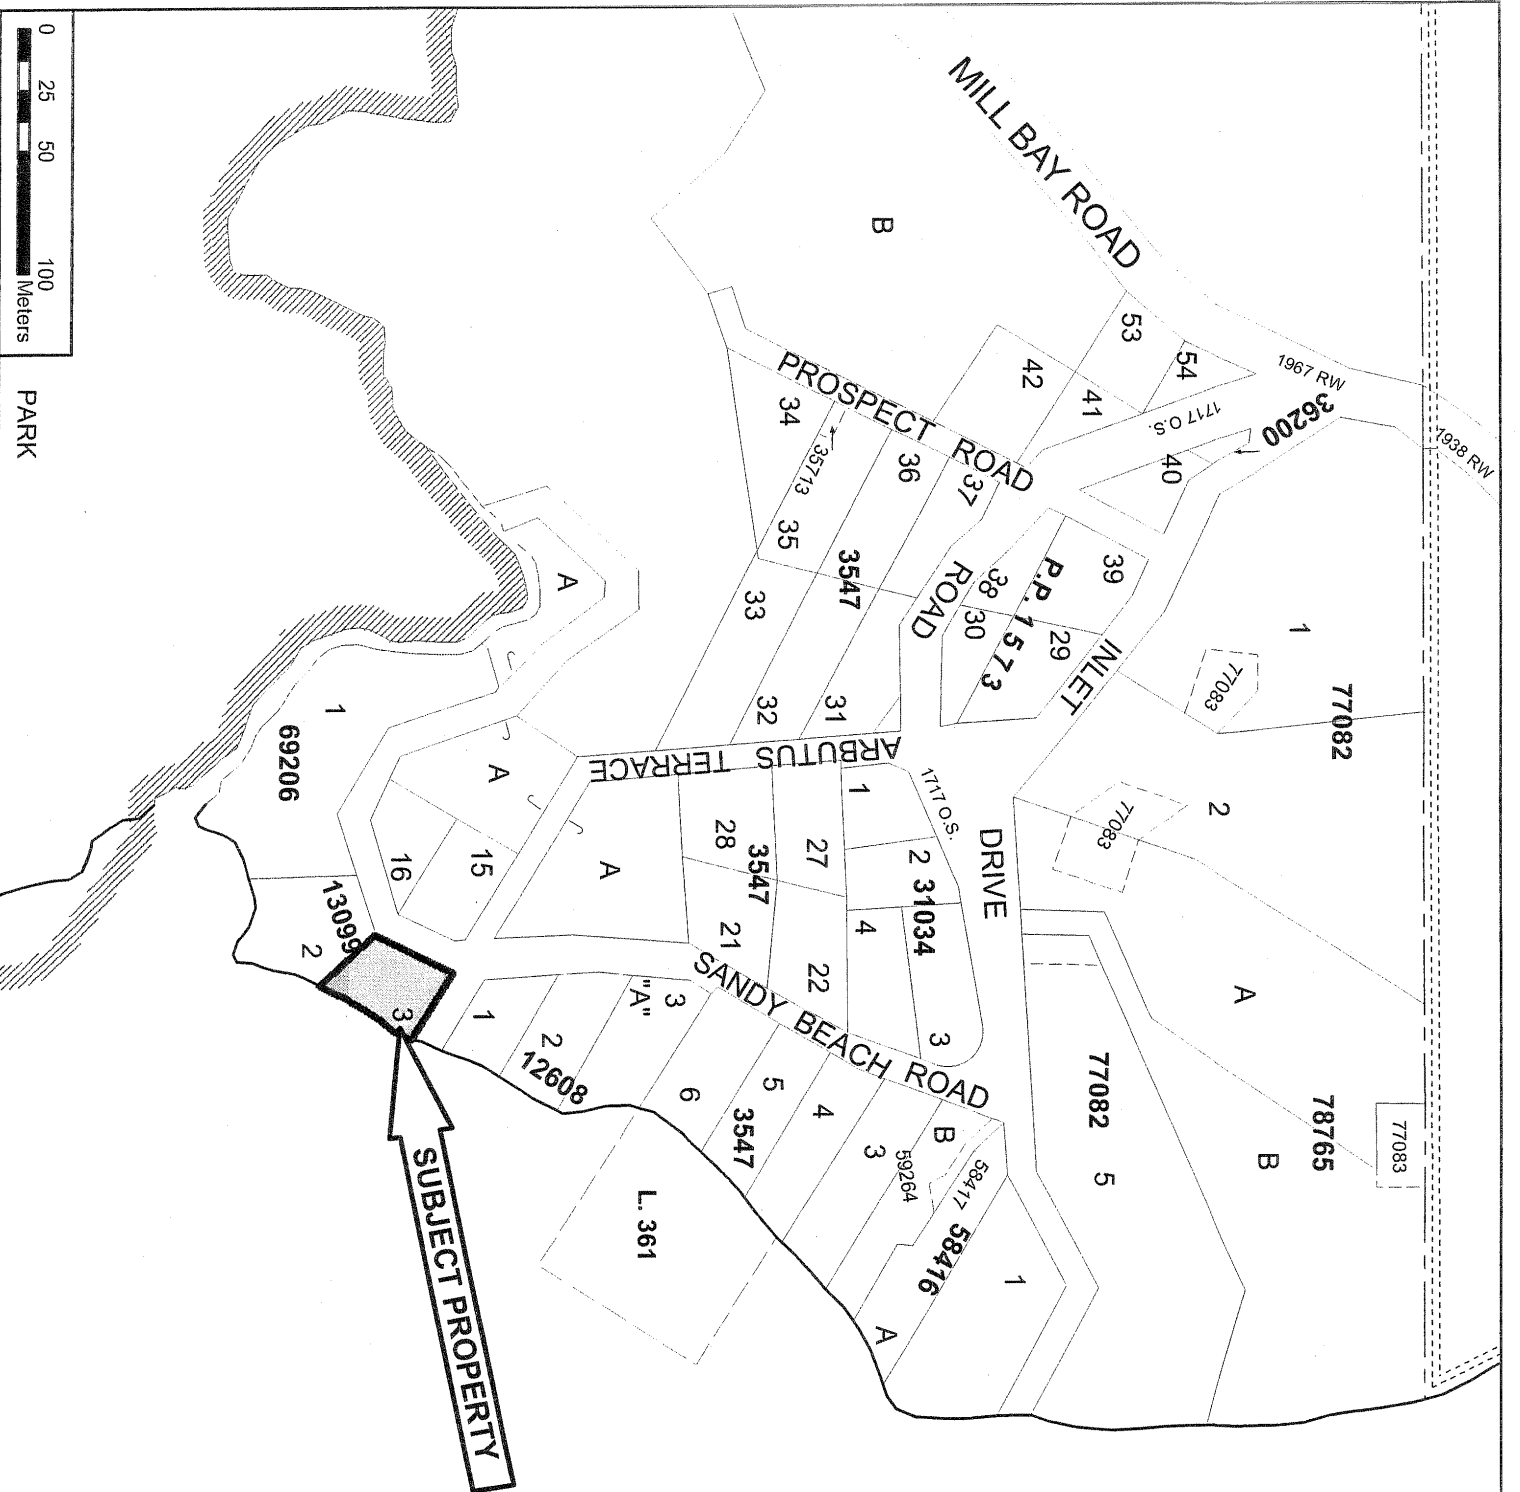 0 25 50 100
Meters
PARK
MILL BAY ROAD
B
53
54
1967 RW
36200
1938 RW
1717 O.S.
42
41
40
PROSPECT ROAD
34
35713
35
36
37
3547
39
38
P.P. 1573
ROAD
30
29
INLET
33
32
31
A
1
77083
77082
2
77083
ARBUTUS TERRACE
1717 O.S.
DRIVE
1
69206
A
16
15
A
28
3547
27
1
2
31034
4
3
21
22
SANDY BEACH ROAD
13099
2
3
1
2
12608
3
"A"
6
5
3547
4
3
B
59264
58417
58416
1
A
L. 361
77082
5
A
78765
B
77083
SUBJECT PROPERTY